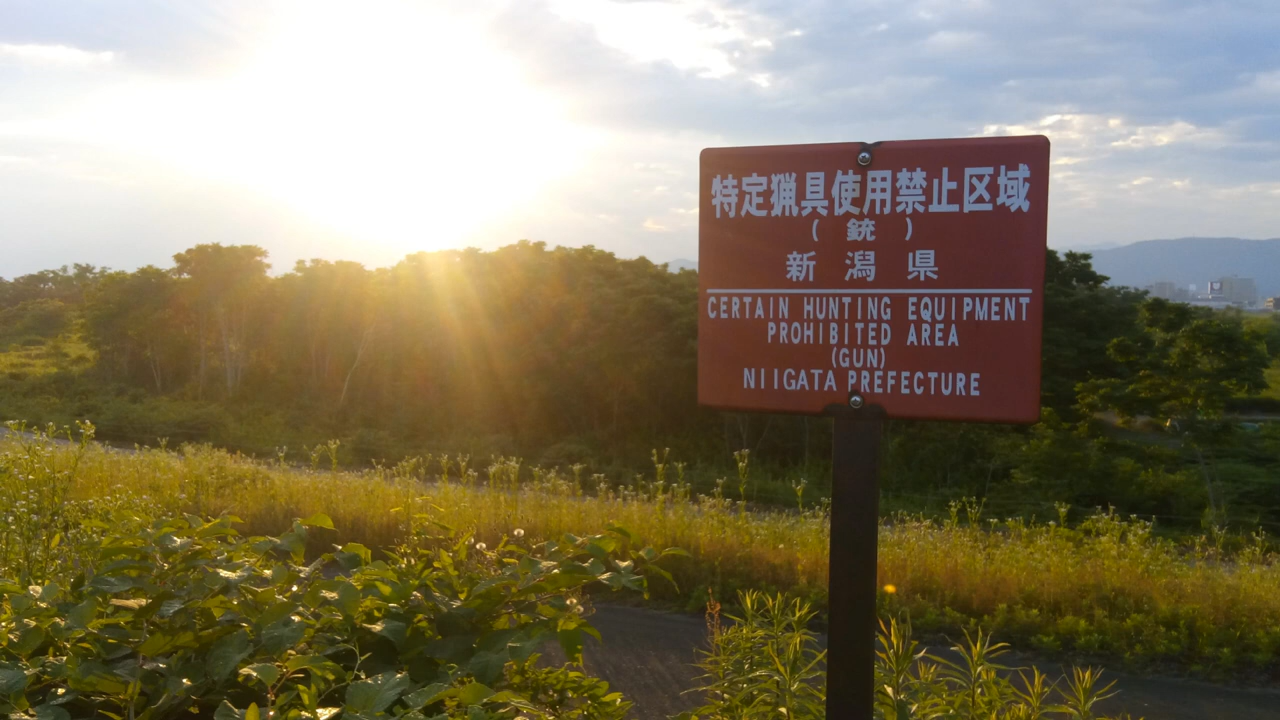 特定猟具使用禁止区域
(銃)
新潟県
CERTAIN HUNTING EQUIPMENT
PROHIBITED AREA
(GUN)
NIIGATA PREFECTURE